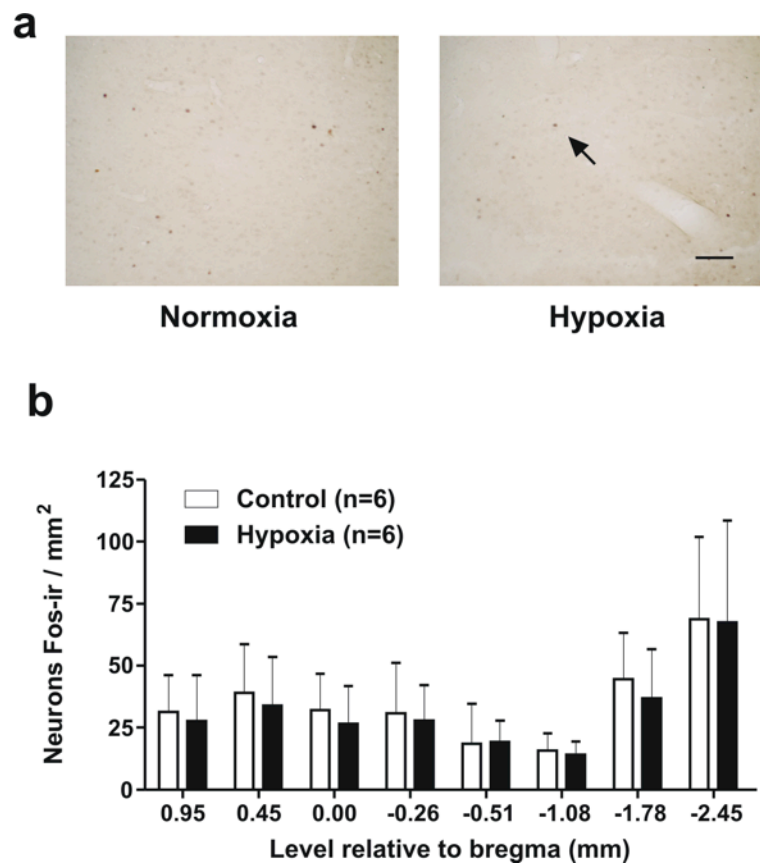 a
Normoxia Hypoxia
b
125
100
75
50
25
0
Neurons Fos-ir / mm²
Control (n=6)
Hypoxia (n=6)
0.95 0.45 0.00 -0.26 -0.51 -1.08 -1.78 -2.45
Level relative to bregma (mm)